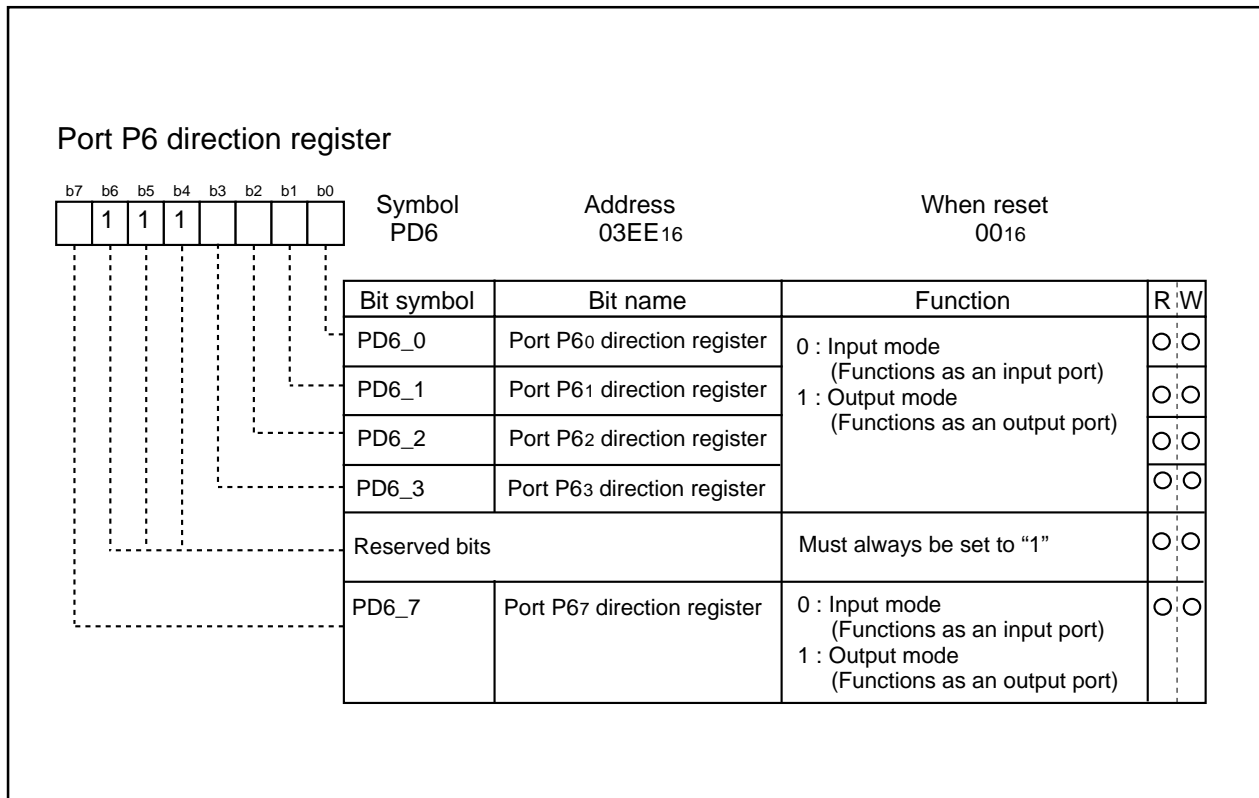 Port P6 direction register
b7 b6 b5 b4 b3 b2 b1 b0
1 1 1
Symbol Address When reset
PD6 03EE16 0016
Bit symbol Bit name Function R W
PD6_0 Port P60 direction register
0 : Input mode
(Functions as an input port)
1 : Output mode
(Functions as an output port)
PD6_1 Port P61 direction register
PD6_2 Port P62 direction register
PD6_3 Port P63 direction register
Reserved bits Must always be set to “1”
PD6_7 Port P67 direction register
0 : Input mode
(Functions as an input port)
1 : Output mode
(Functions as an output port)